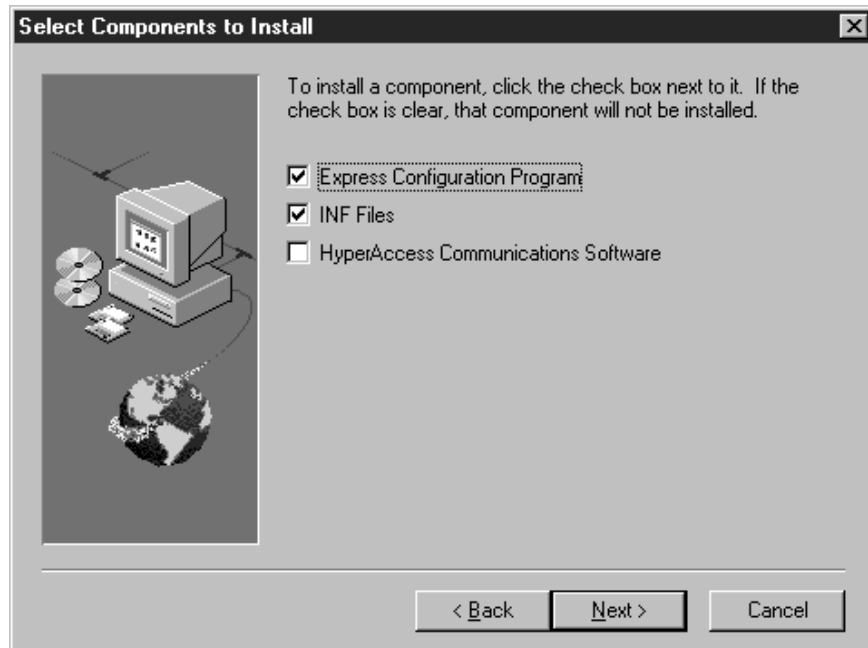 Select Components to Install
To install a component, click the check box next to it. If the
check box is clear, that component will not be installed.
Express Configuration Program
INF Files
HyperAccess Communications Software
< Back
Next >
Cancel